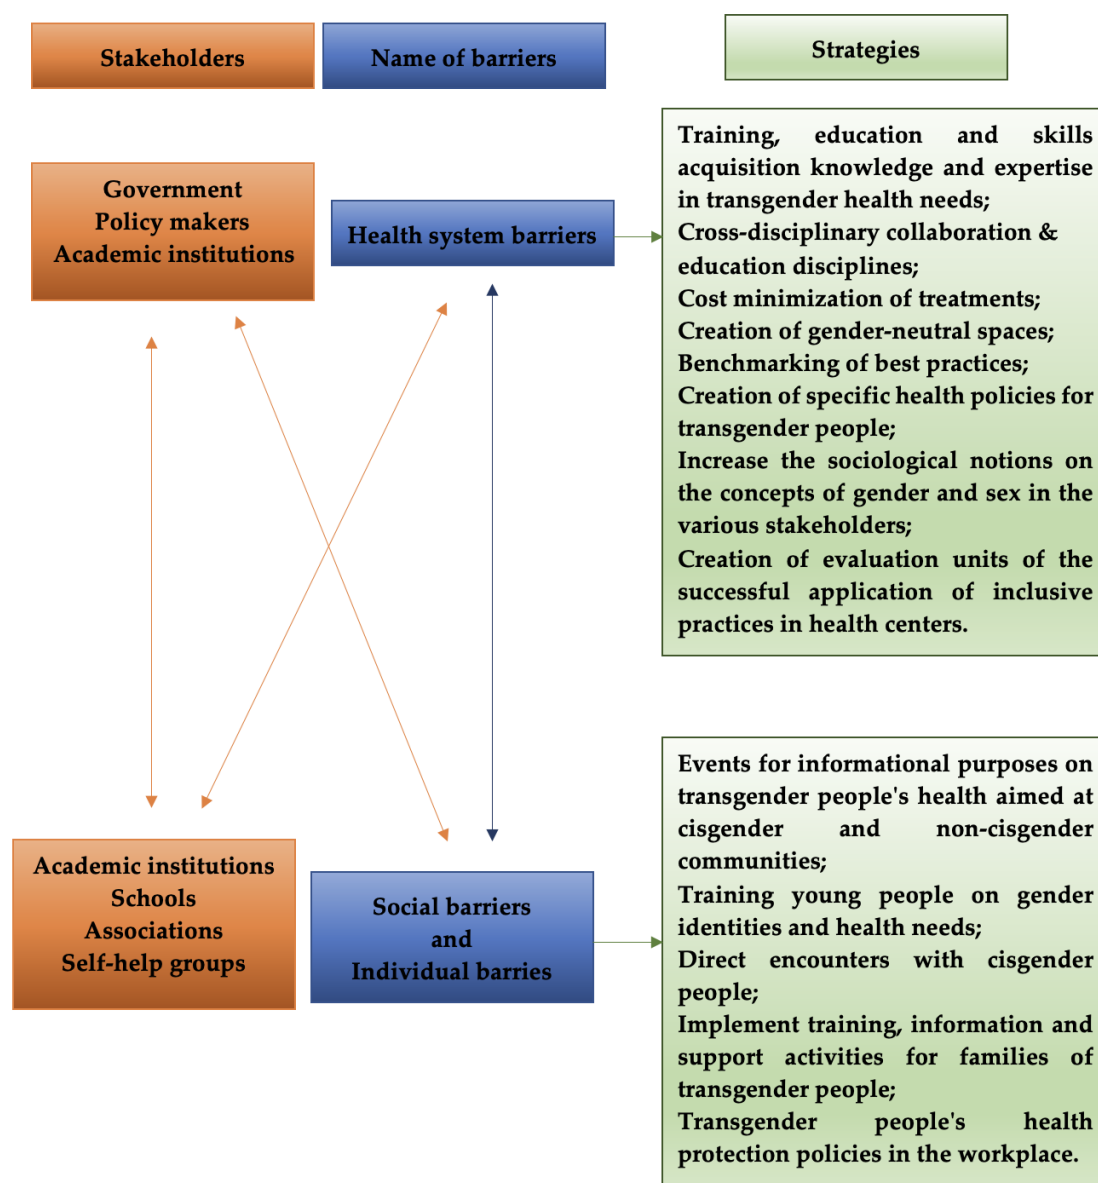 Stakeholders
Name of barriers
Strategies
Government
Policy makers
Academic institutions
Health system barriers
Training, education and skills
acquisition knowledge and expertise
in transgender health needs;
Cross-disciplinary collaboration &
education disciplines;
Cost minimization of treatments;
Creation of gender-neutral spaces;
Benchmarking of best practices;
Creation of specific health policies for
transgender people;
Increase the sociological notions on
the concepts of gender and sex in the
various stakeholders;
Creation of evaluation units of the
successful application of inclusive
practices in health centers.
Academic institutions
Schools
Associations
Self-help groups
Social barriers
and
Individual barries
Events for informational purposes on
transgender people's health aimed at
cisgender and non-cisgender
communities;
Training young people on gender
identities and health needs;
Direct encounters with cisgender
people;
Implement training, information and
support activities for families of
transgender people;
Transgender people's health
protection policies in the workplace.